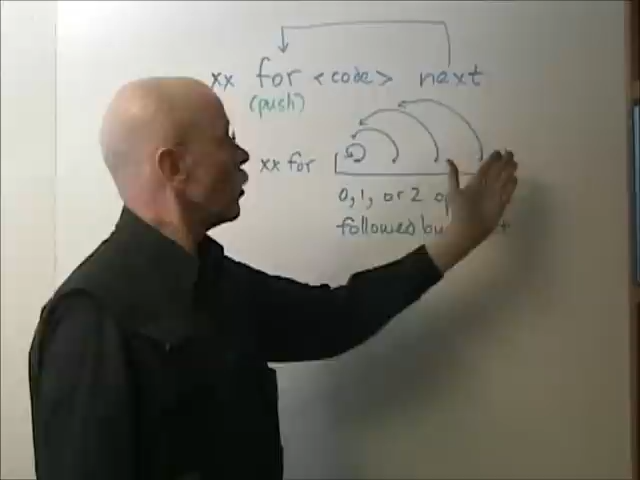 xx for <code> next
(push)
xx for
0, 1, or 2
followed